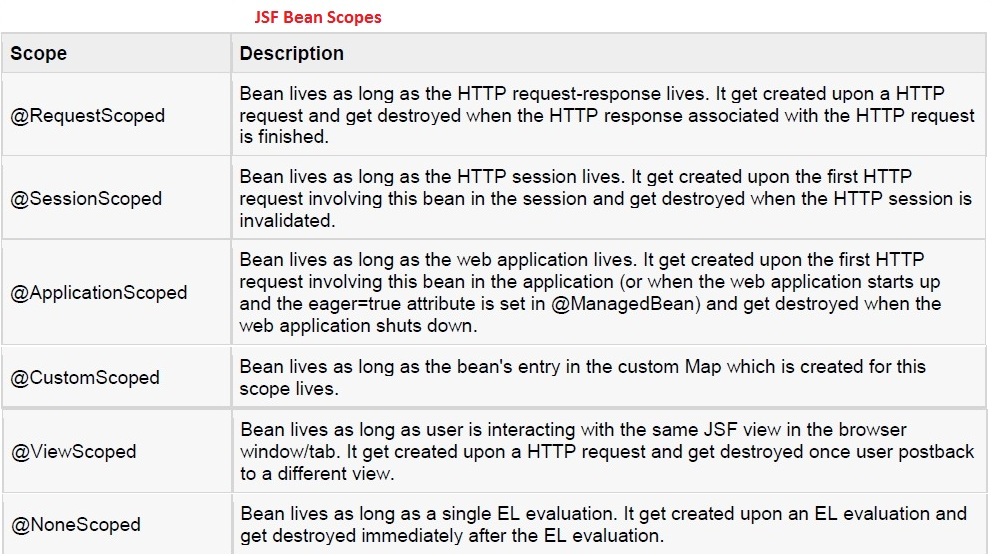 JSF Bean Scopes
Scope
Description
@RequestScoped
Bean lives as long as the HTTP request-response lives. It get created upon a HTTP
request and get destroyed when the HTTP response associated with the HTTP request
is finished.
@SessionScoped
Bean lives as long as the HTTP session lives. It get created upon the first HTTP
request involving this bean in the session and get destroyed when the HTTP session is
invalidated.
@ApplicationScoped
Bean lives as long as the web application lives. It get created upon the first HTTP
request involving this bean in the application (or when the web application starts up
and the eager=true attribute is set in @ManagedBean) and get destroyed when the
web application shuts down.
@CustomScoped
Bean lives as long as the bean's entry in the custom Map which is created for this
scope lives.
@ViewScoped
Bean lives as long as user is interacting with the same JSF view in the browser
window/tab. It get created upon a HTTP request and get destroyed once user postback
to a different view.
@NoneScoped
Bean lives as long as a single EL evaluation. It get created upon an EL evaluation and
get destroyed immediately after the EL evaluation.